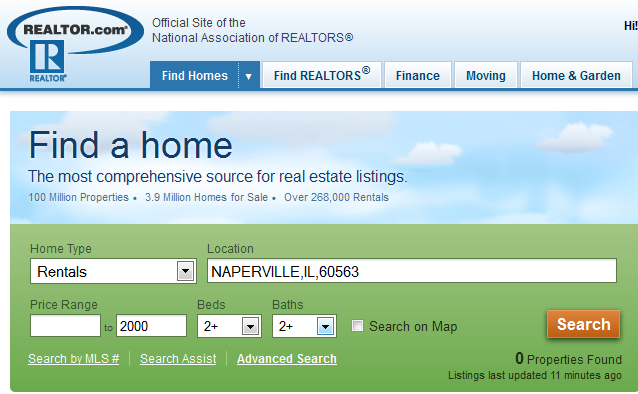 REALTOR.com®
REALTOR®
Official Site of the
National Association of REALTORS®
Hi!
Find Homes ▼ Find REALTORS® Finance Moving Home & Garden
Find a home
The most comprehensive source for real estate listings.
100 Million Properties • 3.9 Million Homes for Sale • Over 268,000 Rentals
Home Type Location
Rentals NAPERVILLE,IL,60563
Price Range Beds Baths
to 2000 2+ 2+ Search on Map Search
Search by MLS # Search Assist Advanced Search 0 Properties Found
Listings last updated 11 minutes ago